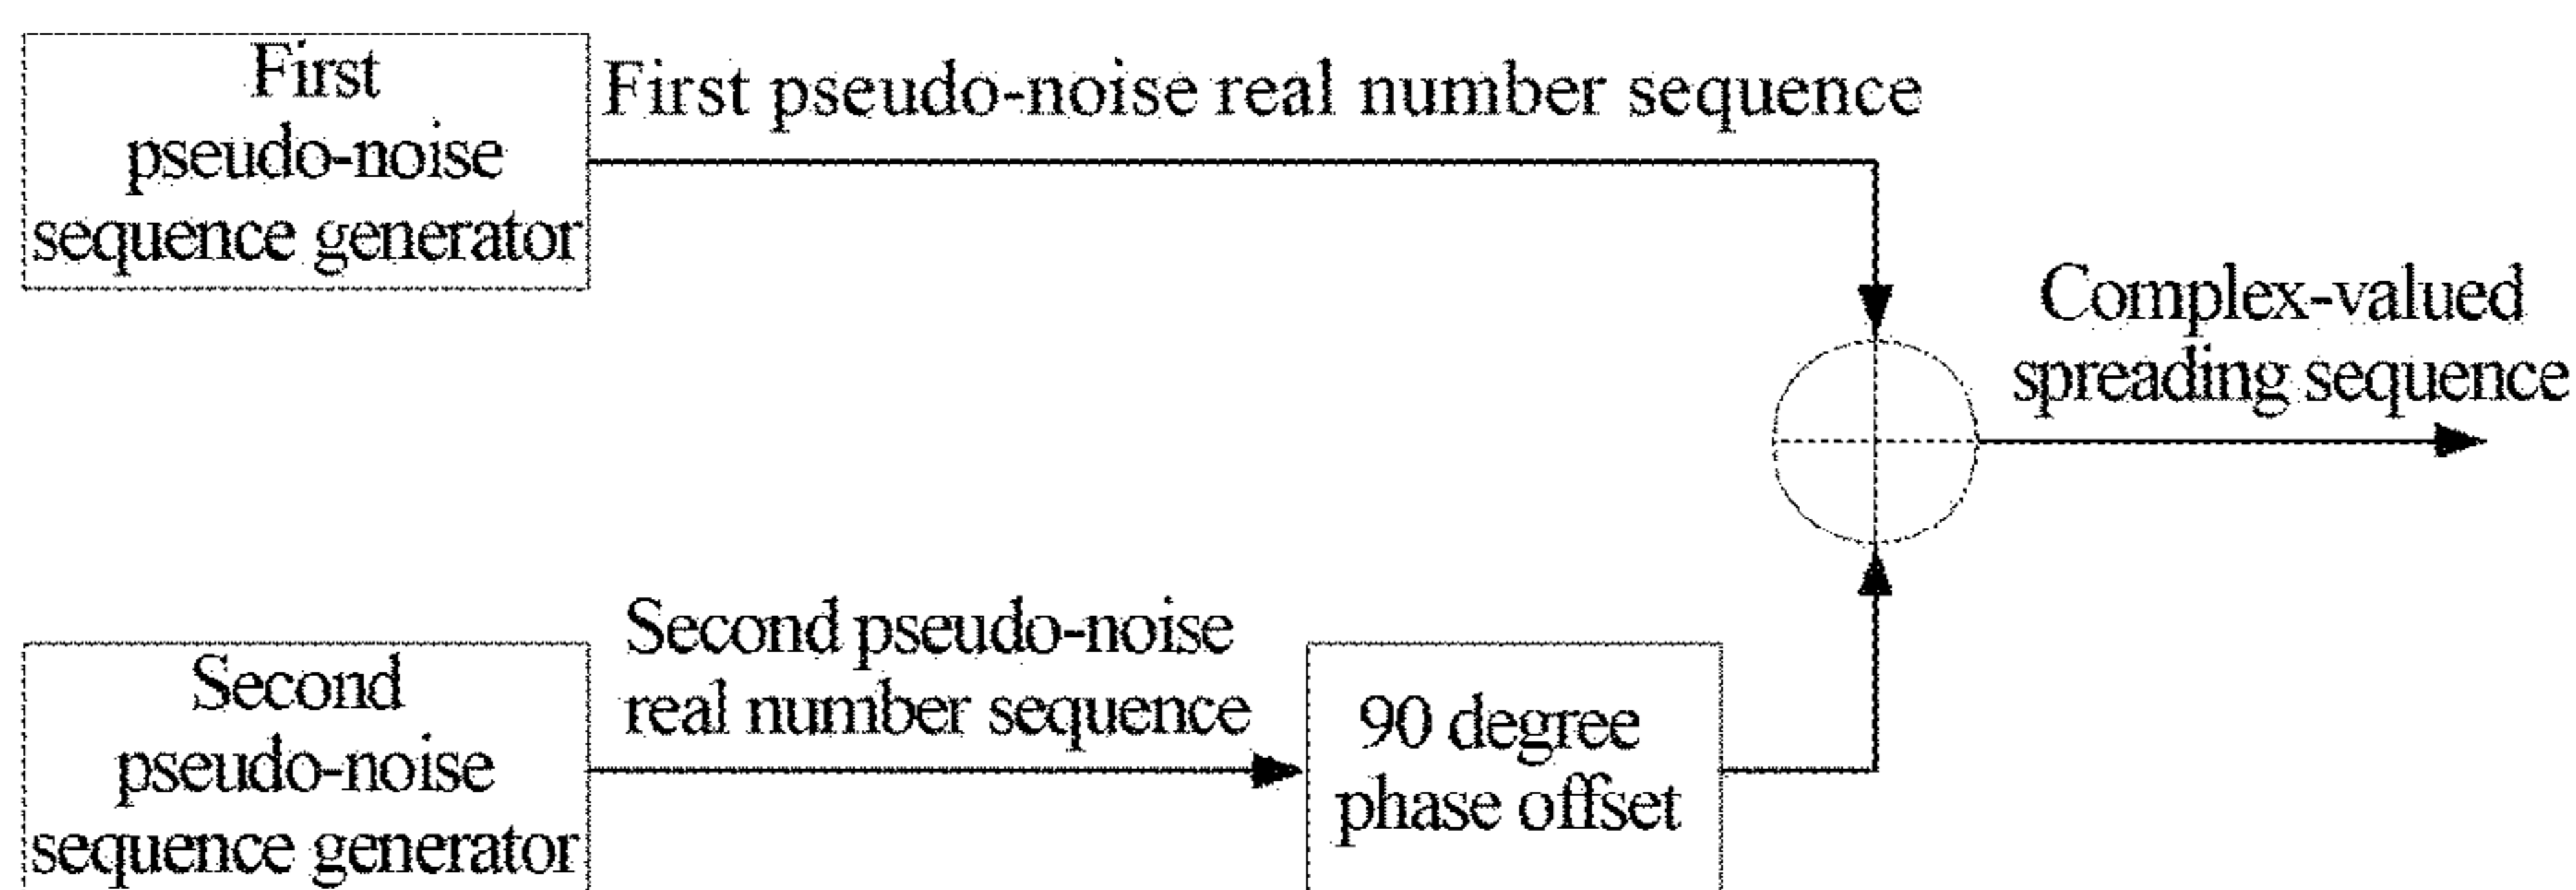 First
pseudo-noise
sequence generator
First pseudo-noise real number sequence
Complex-valued
spreading sequence
Second
pseudo-noise
sequence generator
Second pseudo-noise
real number sequence
90 degree
phase offset